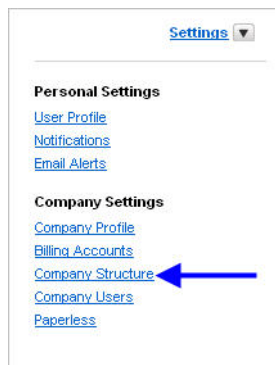 Settings
Personal Settings
User Profile
Notifications
Email Alerts
Company Settings
Company Profile
Billing Accounts
Company Structure
Company Users
Paperless